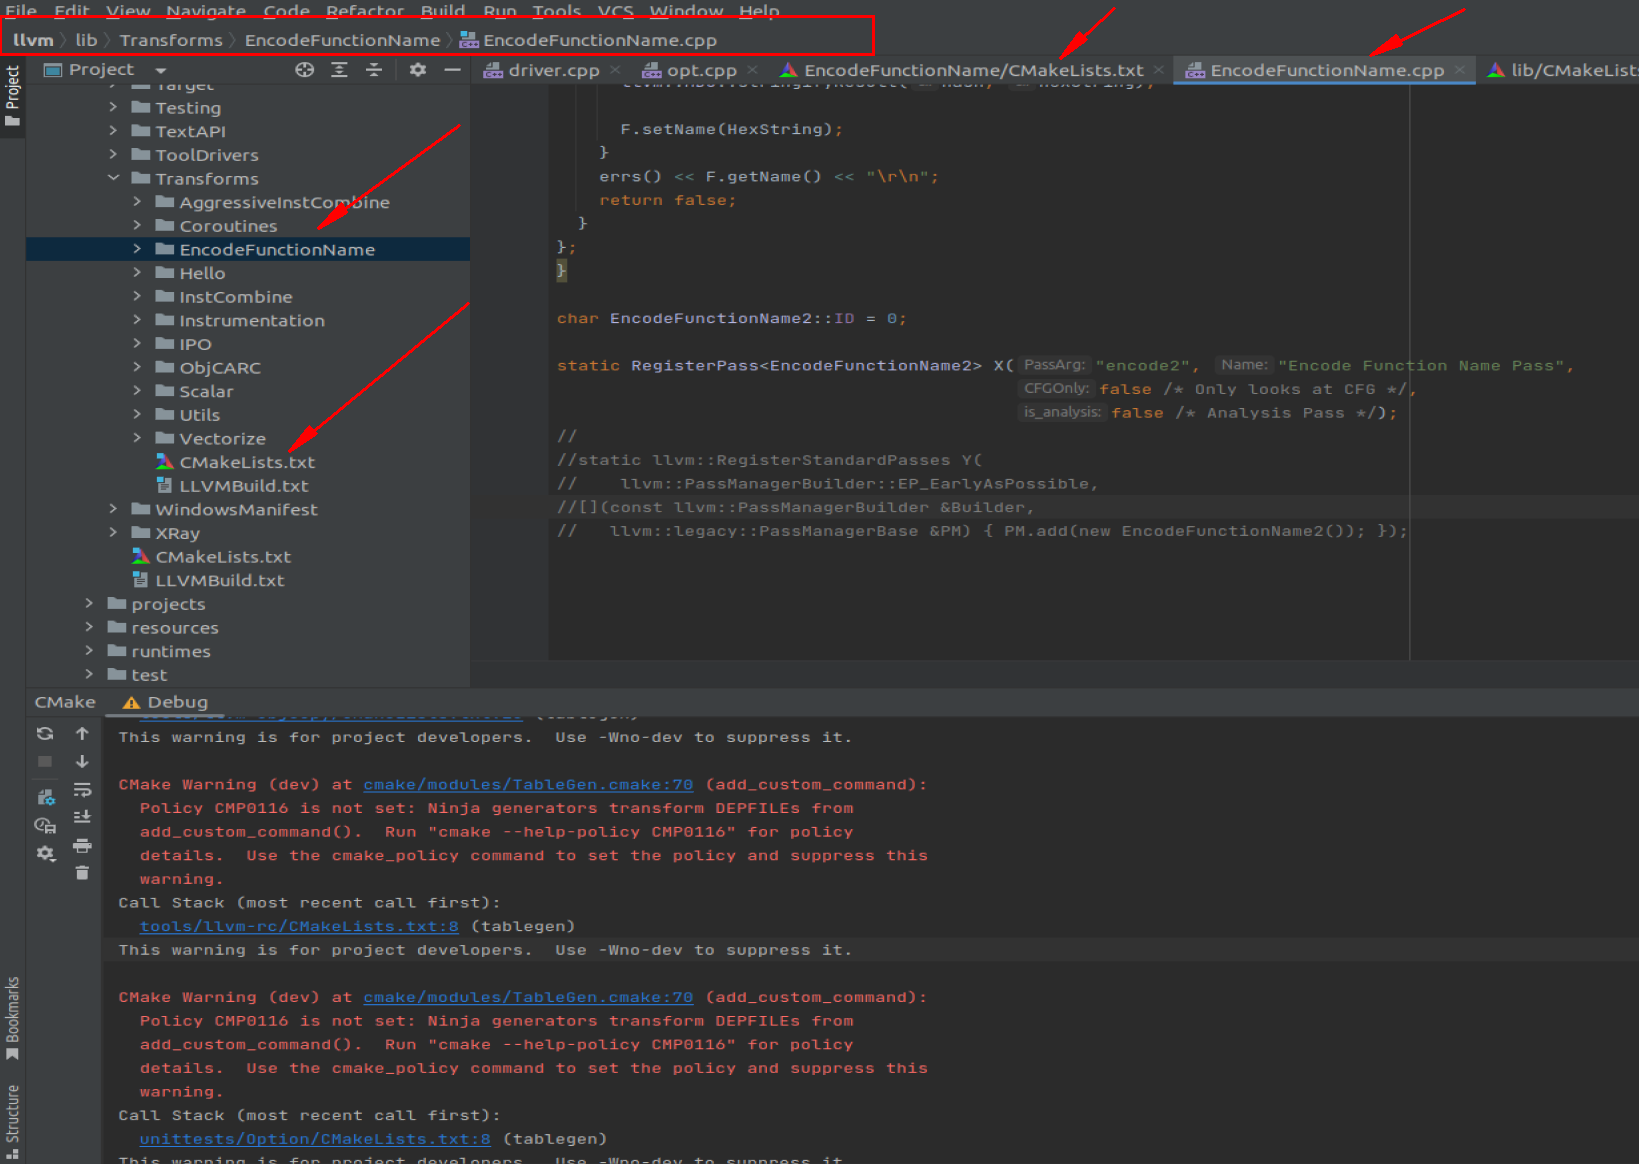 File Edit View Navigate Code Refactor Build Run Tools VCS Window Help
llvm lib Transforms EncodeFunctionName EncodeFunctionName.cpp
Project
driver.cpp opt.cpp EncodeFunctionName/CMakeLists.txt EncodeFunctionName.cpp lib/CMakeLists
Project
Target
Testing
TextAPI
ToolDrivers
Transforms
AggressiveInstCombine
Coroutines
EncodeFunctionName
Hello
InstCombine
Instrumentation
IPO
ObjCARC
Scalar
Utils
Vectorize
CMakeLists.txt
LLVMBuild.txt
WindowsManifest
XRay
CMakeLists.txt
LLVMBuild.txt
projects
resources
runtimes
test
F.setName(HexString);
}
errs() << F.getName() << "\r\n";
return false;
}
};
}
char EncodeFunctionName2::ID = 0;
static RegisterPass<EncodeFunctionName2> X( PassArg: "encode2", Name: "Encode Function Name Pass",
CFGOnly: false /* Only looks at CFG */,
is_analysis: false /* Analysis Pass */);
//
//static llvm::RegisterStandardPasses Y(
// llvm::PassManagerBuilder::EP_EarlyAsPossible,
//[](const llvm::PassManagerBuilder &Builder,
// llvm::legacy::PassManagerBase &PM) { PM.add(new EncodeFunctionName2()); });
CMake Debug
This warning is for project developers. Use -Wno-dev to suppress it.
CMake Warning (dev) at cmake/modules/TableGen.cmake:70 (add_custom_command):
Policy CMP0116 is not set: Ninja generators transform DEPFILEs from
add_custom_command(). Run "cmake --help-policy CMP0116" for policy
details. Use the cmake_policy command to set the policy and suppress this
warning.
Call Stack (most recent call first):
tools/llvm-rc/CMakeLists.txt:8 (tablegen)
This warning is for project developers. Use -Wno-dev to suppress it.
CMake Warning (dev) at cmake/modules/TableGen.cmake:70 (add_custom_command):
Policy CMP0116 is not set: Ninja generators transform DEPFILEs from
add_custom_command(). Run "cmake --help-policy CMP0116" for policy
details. Use the cmake_policy command to set the policy and suppress this
warning.
Call Stack (most recent call first):
unittests/Option/CMakeLists.txt:8 (tablegen)
This warning is for project developers. Use -Wno-dev to suppress it.
Bookmarks
Structure